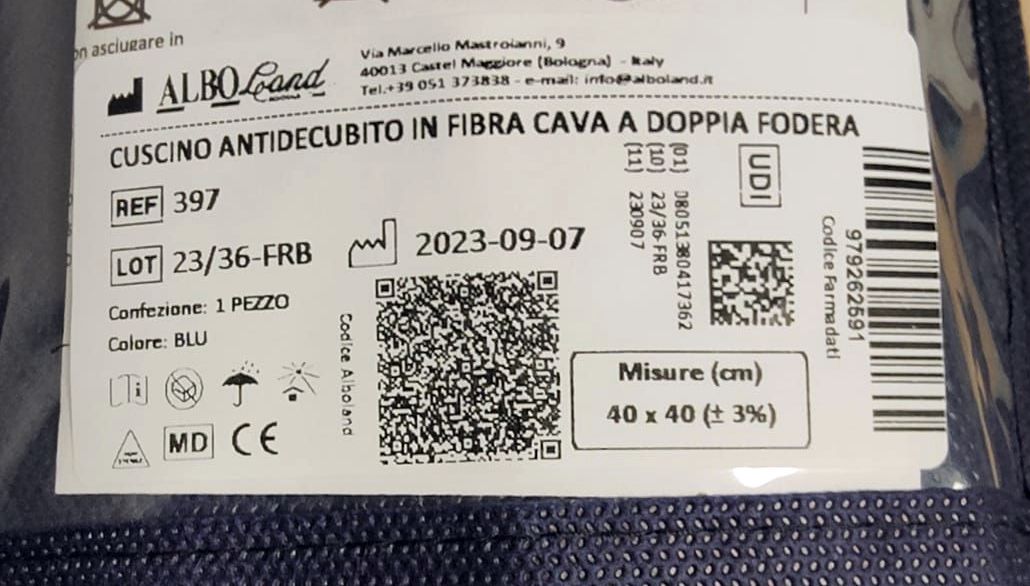 n asciugare in
ALBOLand
Via Marcello Mastroianni, 9
40013 Castel Maggiore (Bologna) - Italy
Tel.+39 051 373838 - e-mail: info@alboland.it
CUSCINO ANTIDECUBITO IN FIBRA CAVA A DOPPIA FODERA
REF 397
LOT 23/36-FRB
2023-09-07
Confezione: 1 PEZZO
Colore: BLU
MD CE
Codice Alboland
(01) 08051380417362
(10) 23/36-FRB
(11) 230907
UDI
Misure (cm)
40 x 40 (± 3%)
979262591
Codice Farmadati